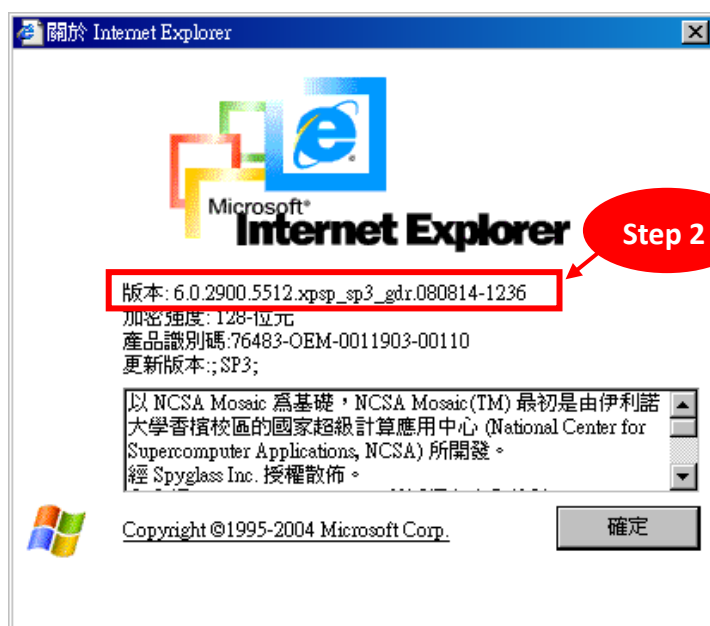 關於 Internet Explorer
Microsoft®
Internet Explorer
Step 2
版本: 6.0.2900.5512.xpsp_sp3_gdr.080814-1236
加密強度: 128-位元
產品識別碼:76483-OEM-0011903-00110
更新版本:; SP3;
以 NCSA Mosaic 爲基礎，NCSA Mosaic(TM) 最初是由伊利諾
大學香檳校區的國家超級計算應用中心 (National Center for
Supercomputer Applications, NCSA) 所開發。
經 Spyglass Inc. 授權散佈。
Copyright ©1995-2004 Microsoft Corp.
確定